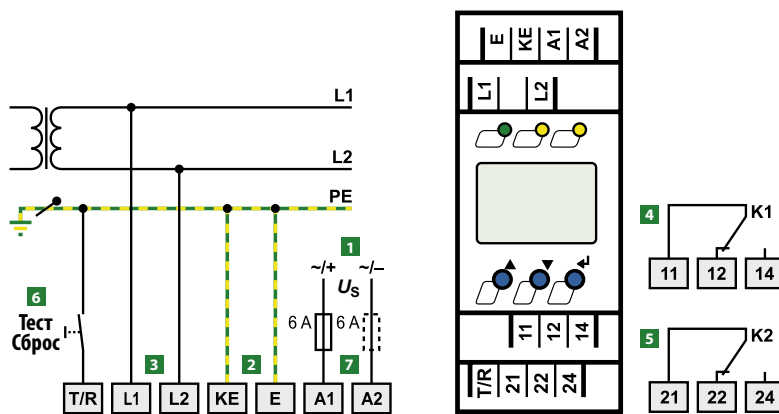 L1
L2
PE
1
~/+ ~/–
Us
6 A 6 A
6
Тест
Сброс
3 2 7
T/R L1 L2 KE E A1 A2
E KE A1 A2
L1 L2
▲ ▼ ↵
11 12 14
T/R 21 22 24
4
K1
11 12 14
5
K2
21 22 24